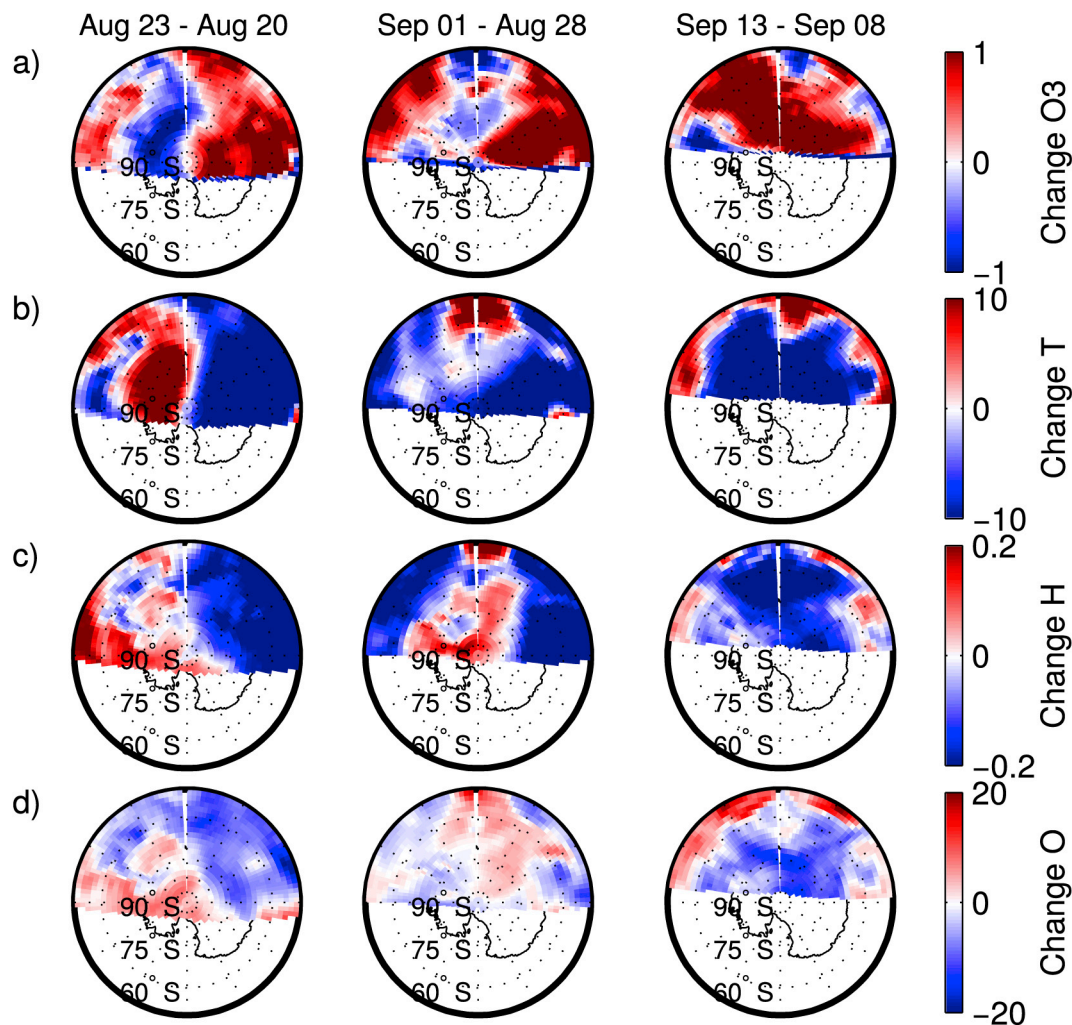 Aug 23 - Aug 20 Sep 01 - Aug 28 Sep 13 - Sep 08
a)
90° S 75° S 60° S
90° S 75° S 60° S
90° S 75° S 60° S
1
0
−1
Change O3
b)
90° S 75° S 60° S
90° S 75° S 60° S
90° S 75° S 60° S
10
0
−10
Change T
c)
90° S 75° S 60° S
90° S 75° S 60° S
90° S 75° S 60° S
0.2
0
−0.2
Change H
d)
90° S 75° S 60° S
90° S 75° S 60° S
90° S 75° S 60° S
20
0
−20
Change O